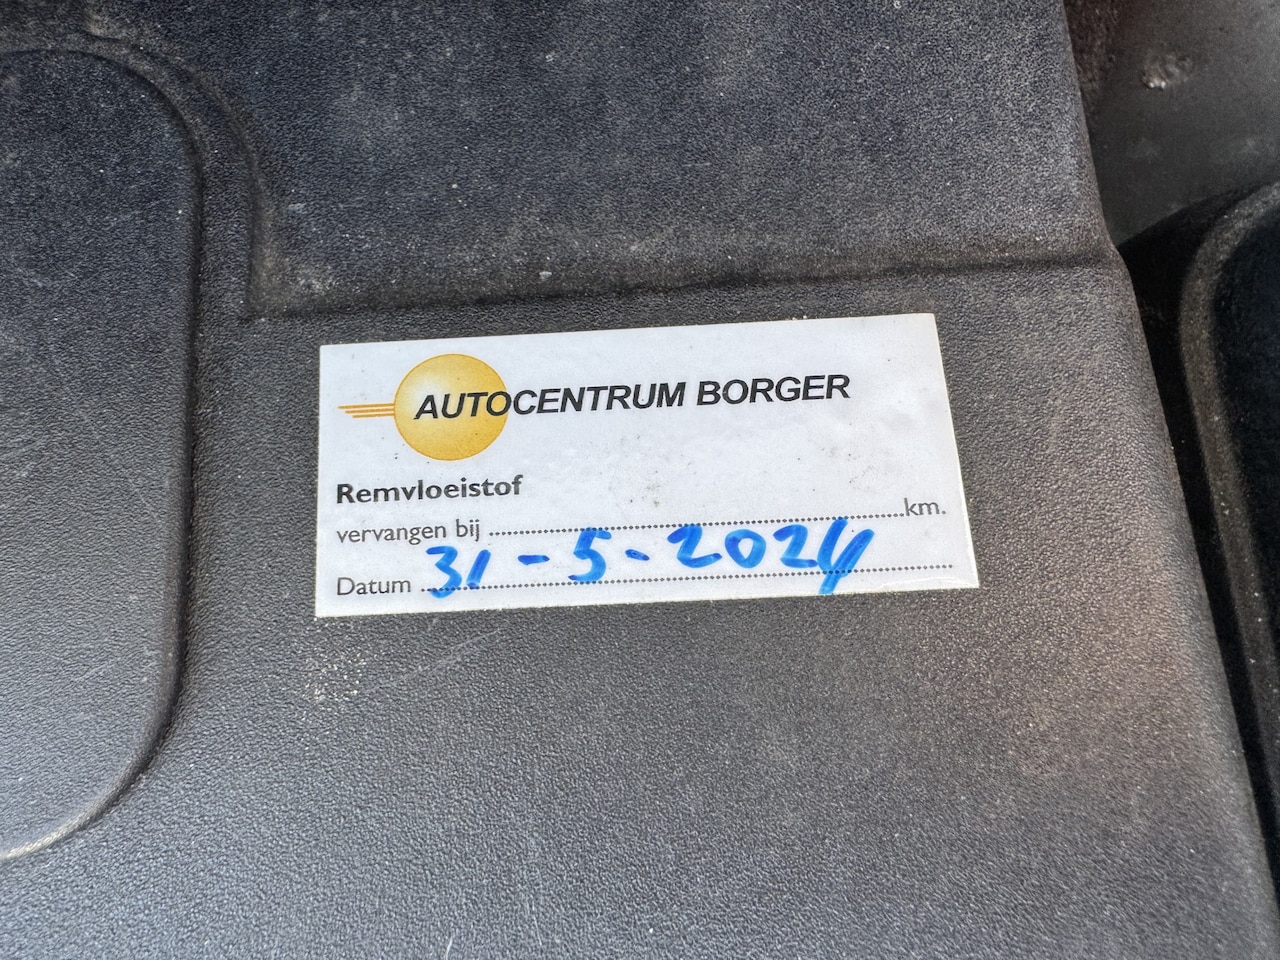 AUTOCENTRUM BORGER
Remvloeistof
vervangen bij ........................................ km.
Datum 31-5-2024